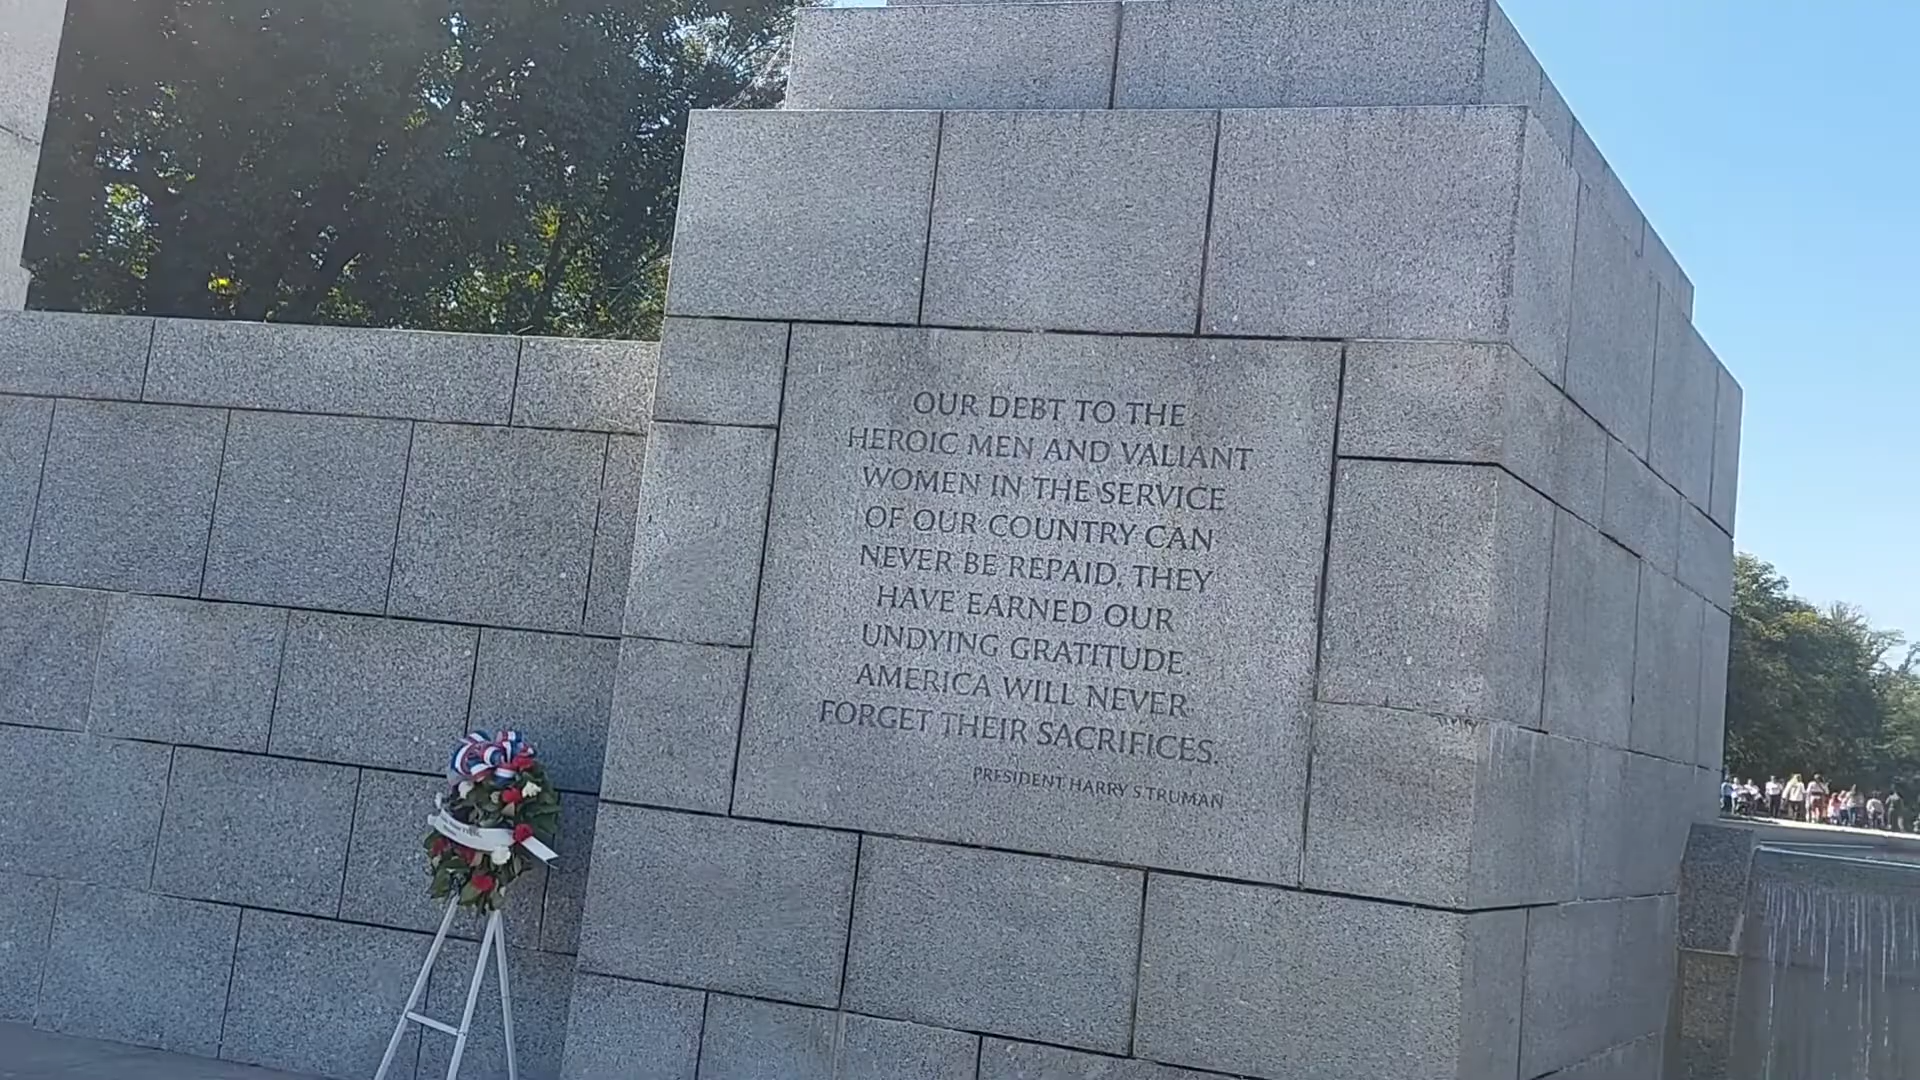 OUR DEBT TO THE
HEROIC MEN AND VALIANT
WOMEN IN THE SERVICE
OF OUR COUNTRY CAN
NEVER BE REPAID. THEY
HAVE EARNED OUR
UNDYING GRATITUDE.
AMERICA WILL NEVER
FORGET THEIR SACRIFICES.
PRESIDENT HARRY S TRUMAN